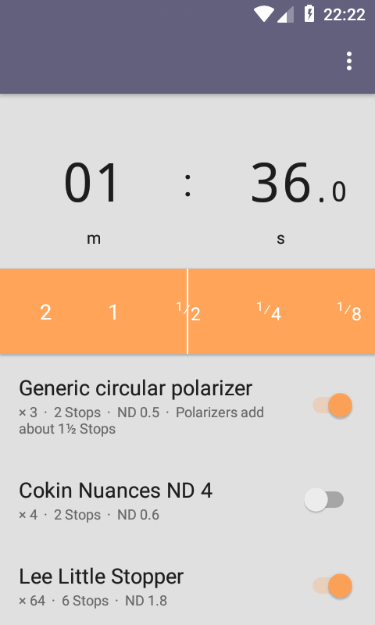 22:22
01 : 36.0
m s
2 1 1/2 1/4 1/8
Generic circular polarizer
× 3 · 2 Stops · ND 0.5 · Polarizers add
about 1½ Stops
Cokin Nuances ND 4
× 4 · 2 Stops · ND 0.6
Lee Little Stopper
× 64 · 6 Stops · ND 1.8